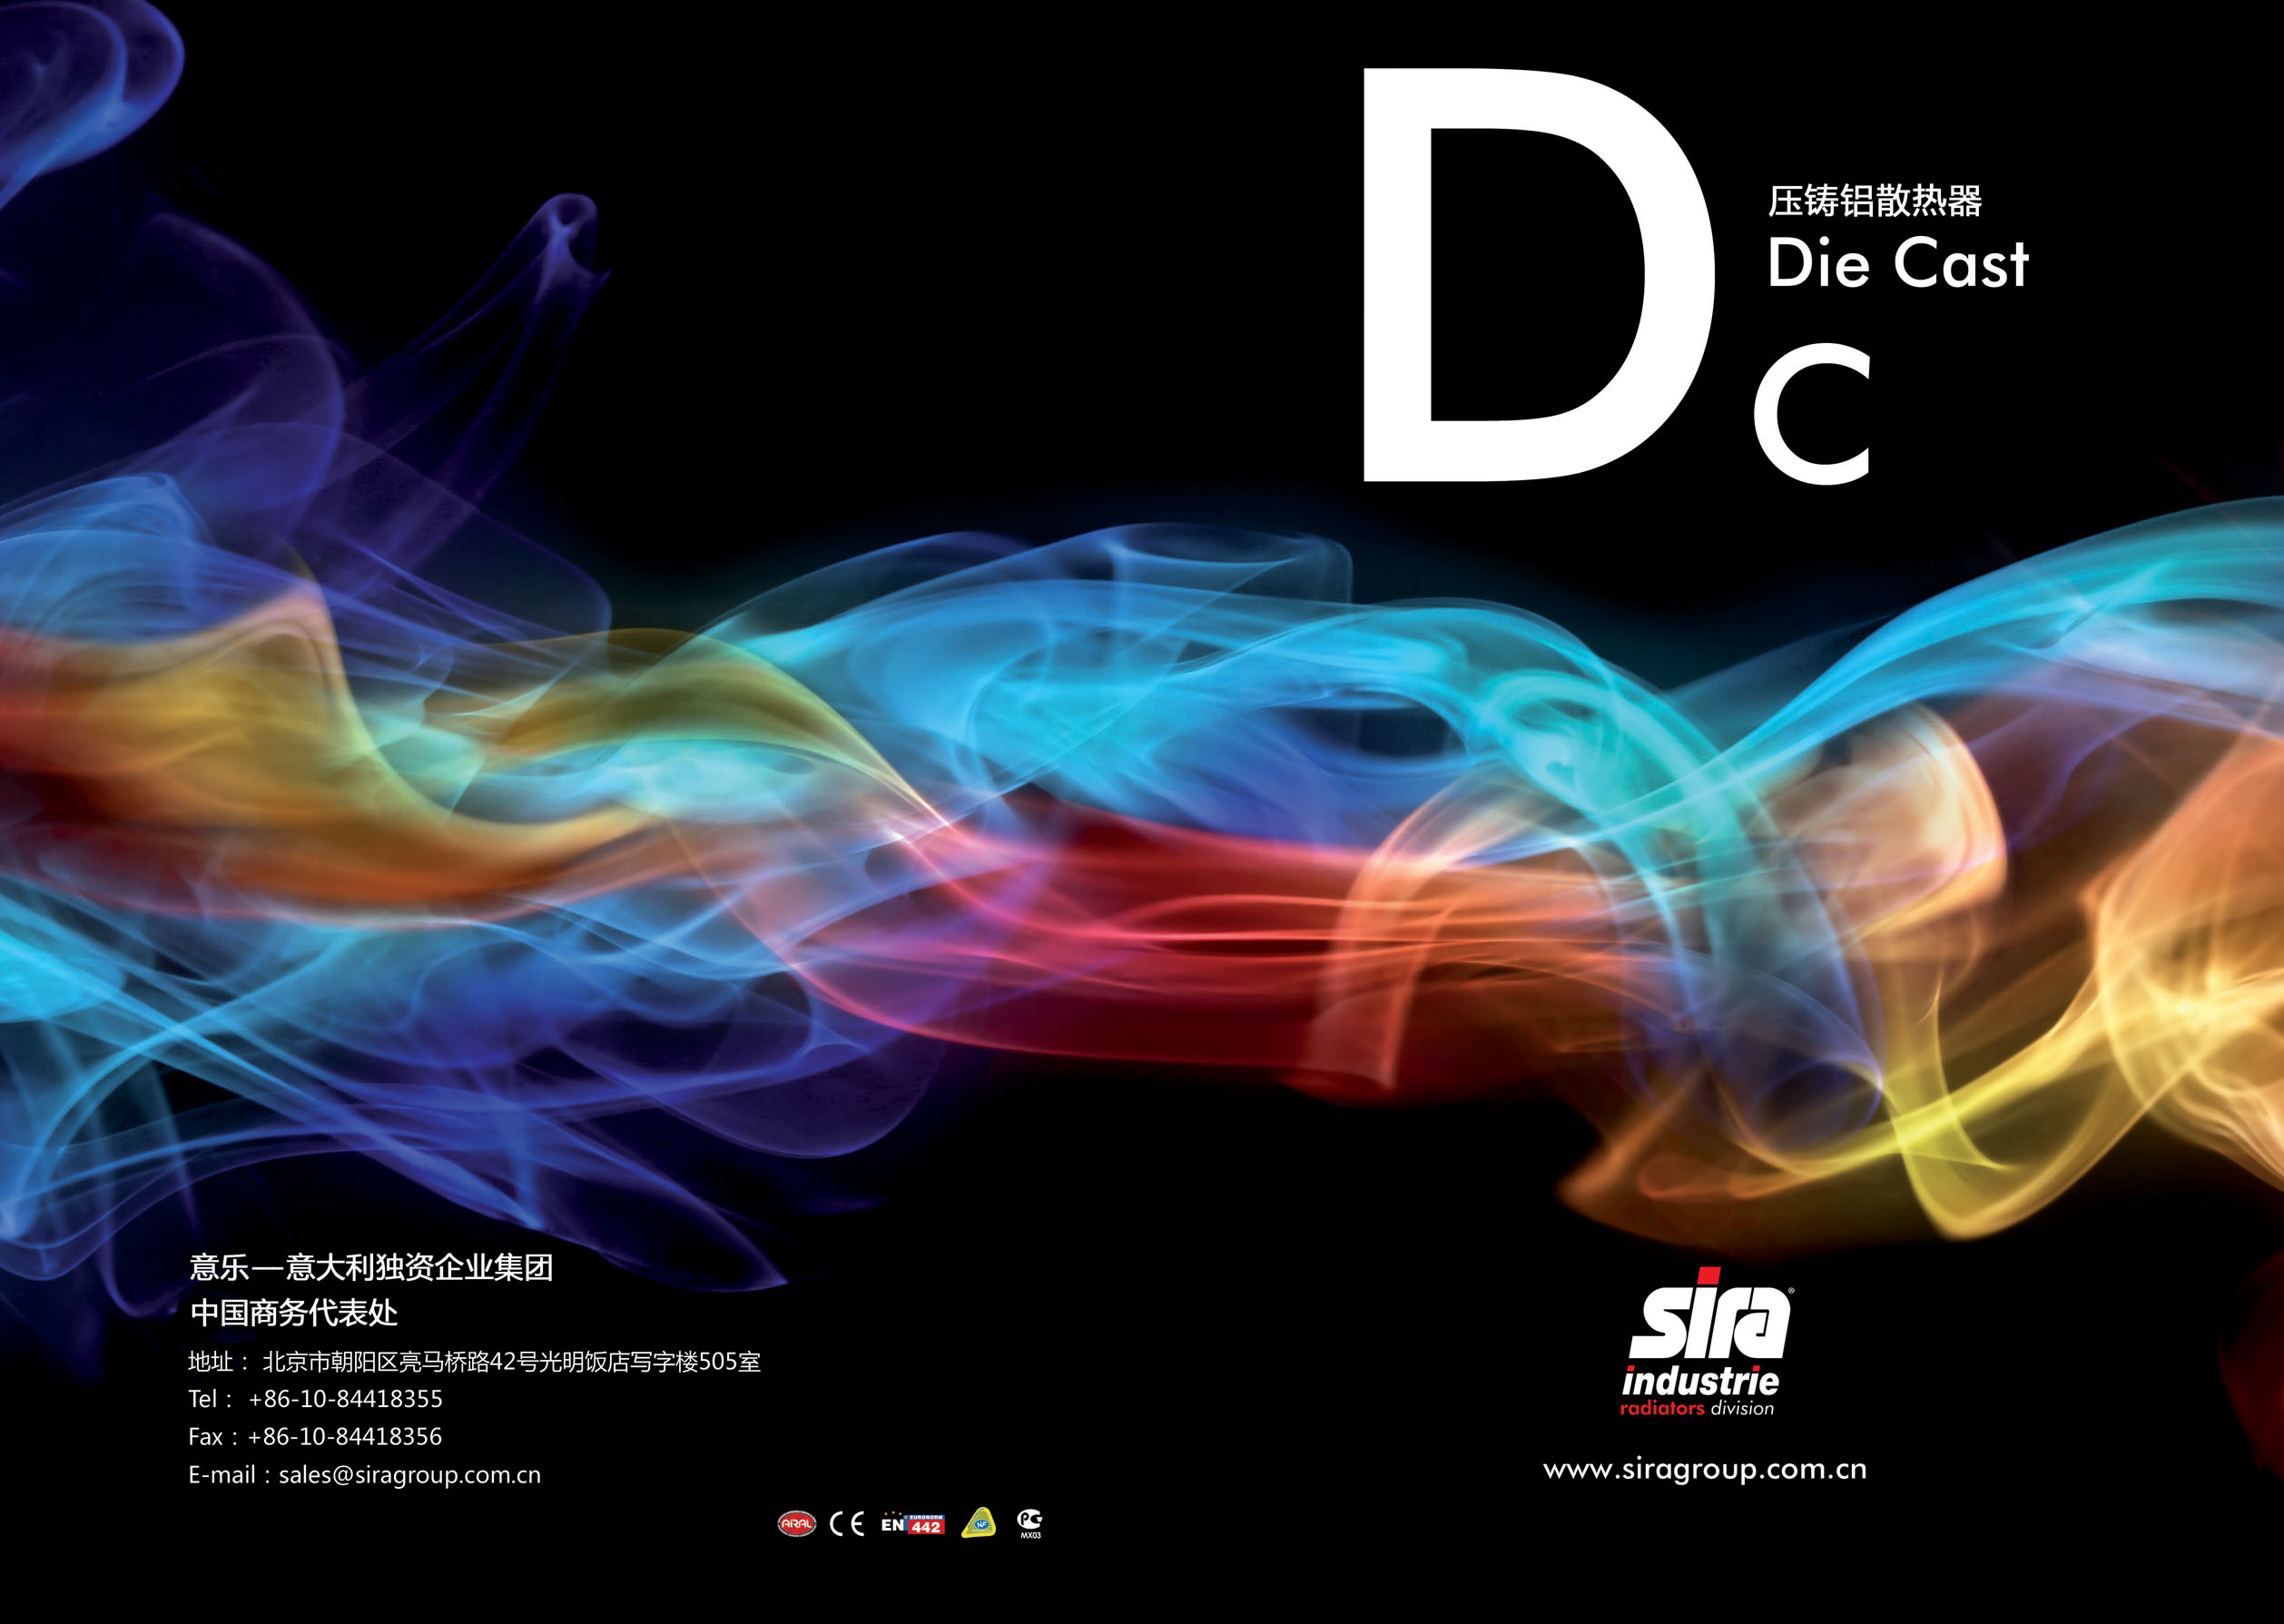 D
压铸铝散热器
Die Cast
C
意乐一意大利独资企业集团
中国商务代表处
地址： 北京市朝阳区亮马桥路42号光明饭店写字楼505室
Tel： +86-10-84418355
Fax：+86-10-84418356
E-mail：sales@siragroup.com.cn
ARAL
CE
EN EURONORM 442
NF
PG
MX03
sira®
industrie
radiators division
www.siragroup.com.cn